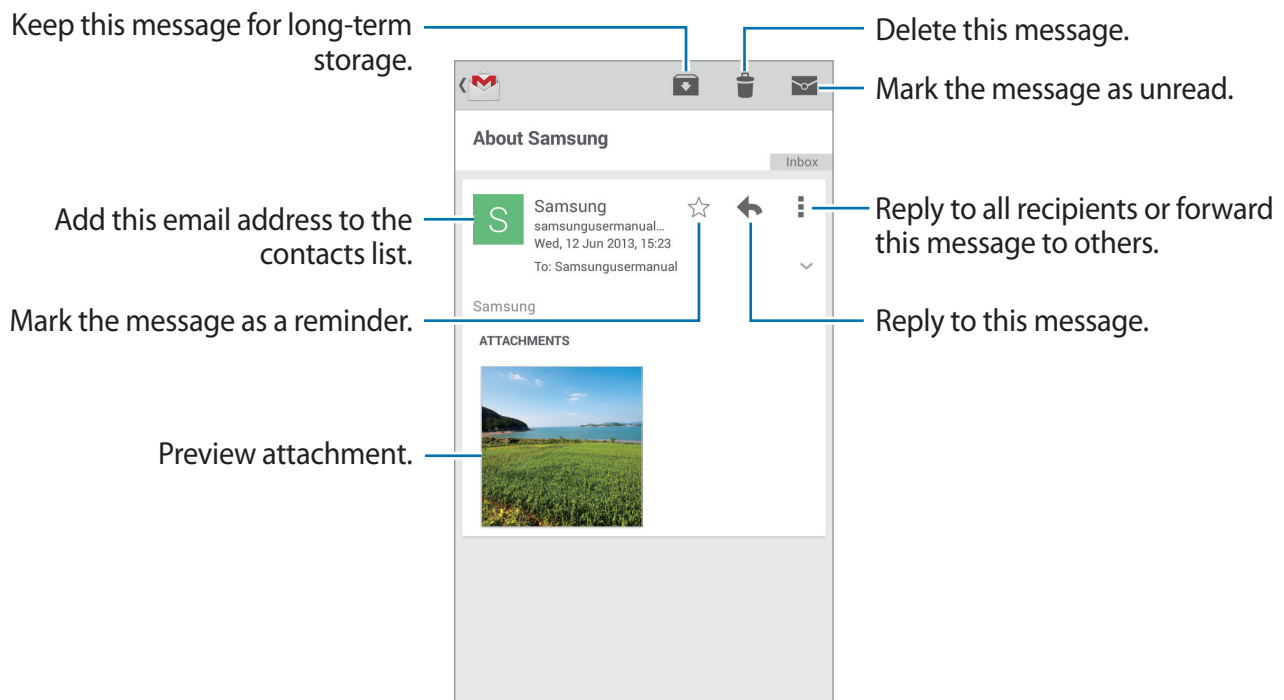 Keep this message for long-term
storage.
Delete this message.
Mark the message as unread.
About Samsung
Inbox
Add this email address to the
contacts list.
S
Samsung
samsungusermanual...
Wed, 12 Jun 2013, 15:23
To: Samsungusermanual
Reply to all recipients or forward
this message to others.
Mark the message as a reminder.
Samsung
Reply to this message.
ATTACHMENTS
Preview attachment.